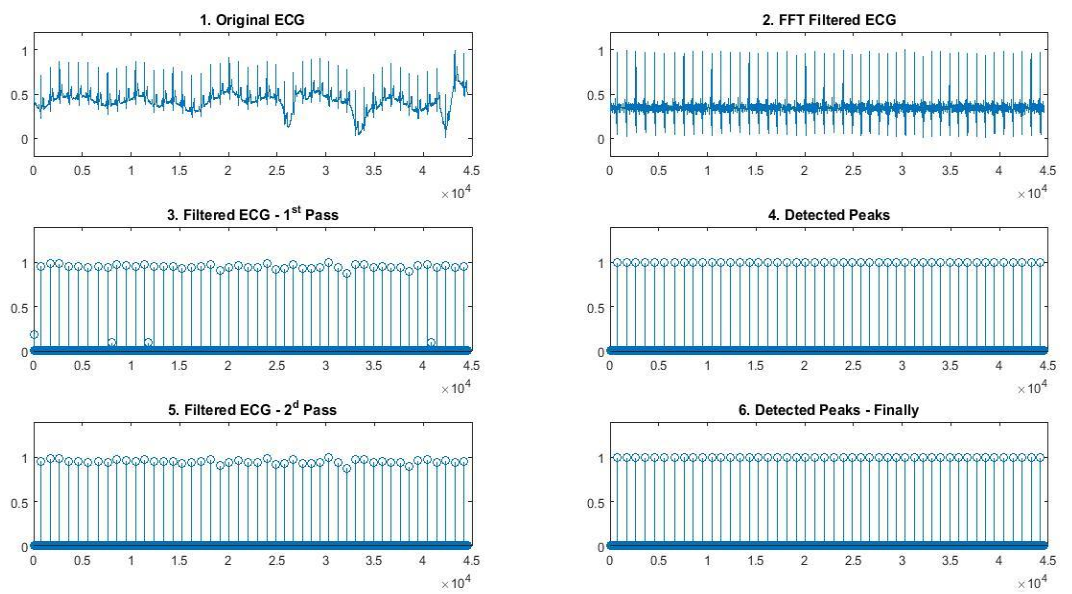 1. Original ECG
1
0.5
0
0 0.5 1 1.5 2 2.5 3 3.5 4 4.5
×10^4
2. FFT Filtered ECG
1
0.5
0
0 0.5 1 1.5 2 2.5 3 3.5 4 4.5
×10^4
3. Filtered ECG - 1st Pass
1
0.5
0
0 0.5 1 1.5 2 2.5 3 3.5 4 4.5
×10^4
4. Detected Peaks
1
0.5
0
0 0.5 1 1.5 2 2.5 3 3.5 4 4.5
×10^4
5. Filtered ECG - 2d Pass
1
0.5
0
0 0.5 1 1.5 2 2.5 3 3.5 4 4.5
×10^4
6. Detected Peaks - Finally
1
0.5
0
0 0.5 1 1.5 2 2.5 3 3.5 4 4.5
×10^4